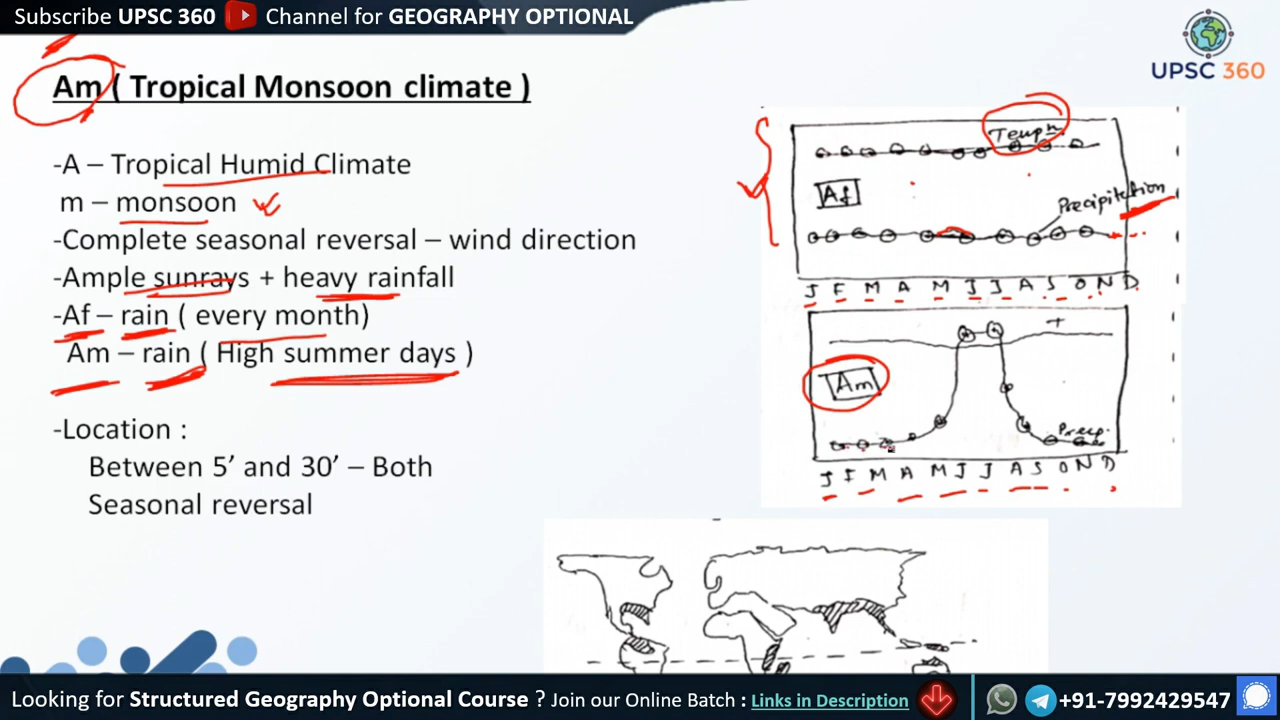 Subscribe UPSC 360 Channel for GEOGRAPHY OPTIONAL
UPSC 360
Am ( Tropical Monsoon climate )
-A – Tropical Humid Climate
m – monsoon
-Complete seasonal reversal – wind direction
-Ample sunrays + heavy rainfall
-Af – rain ( every month)
Am – rain ( High summer days )
-Location :
Between 5’ and 30’ – Both
Seasonal reversal
Tempn
Af
Precipitation
J F M A M J J A S O N D
+
Am
Precp.
J F M A M J J A S O N D
Looking for Structured Geography Optional Course ? Join our Online Batch : Links in Description
+91-7992429547